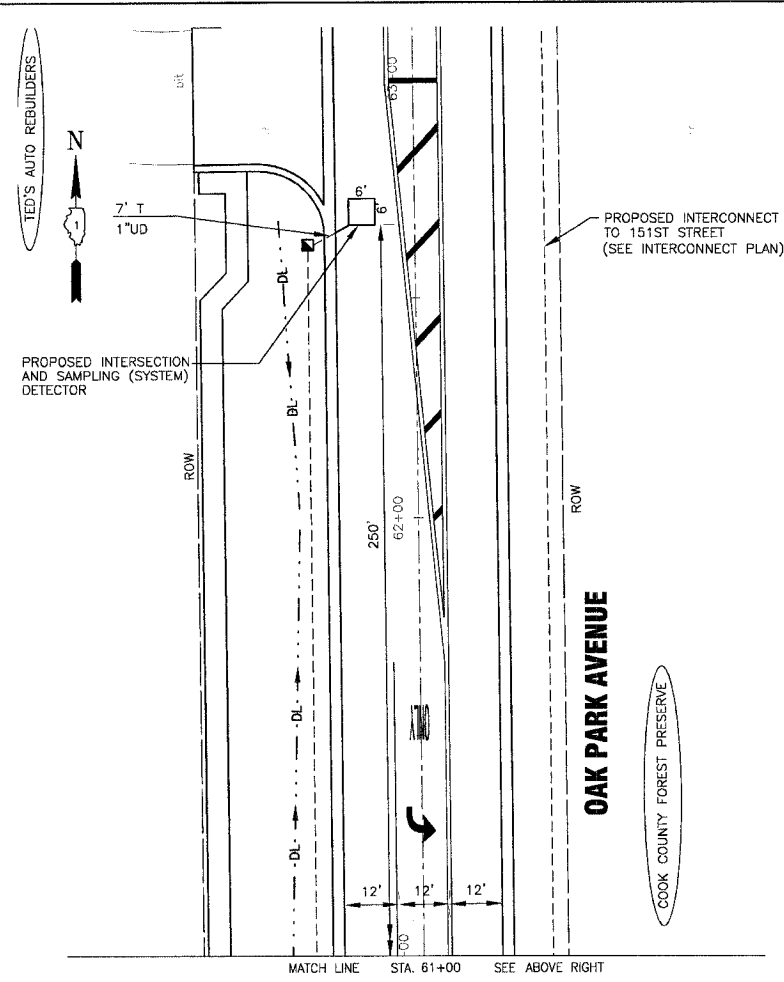 TED'S AUTO REBUILDERS
N
1
bit
63+00
6'
6'
7' T
1"UD
PROPOSED INTERCONNECT
TO 151ST STREET
(SEE INTERCONNECT PLAN)
DL
PROPOSED INTERSECTION
AND SAMPLING (SYSTEM)
DETECTOR
DL
ROW
ROW
250'
62+00
OAK PARK AVENUE
COOK COUNTY FOREST PRESERVE
DL
ONLY
DL
12'
12'
12'
MATCH LINE STA. 61+00 SEE ABOVE RIGHT